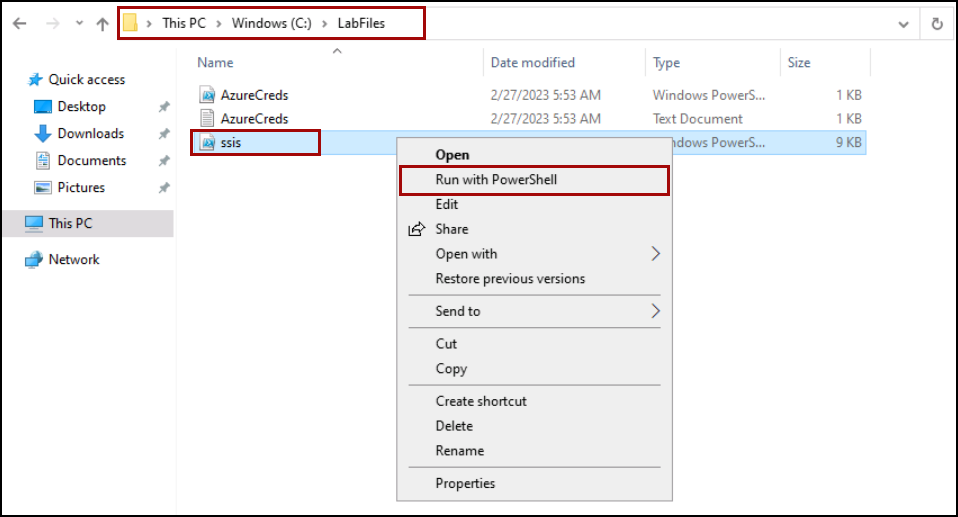 This PC > Windows (C:) > LabFiles
Name Date modified Type Size
Quick access
Desktop
Downloads
Documents
Pictures
This PC
Network
AzureCreds 2/27/2023 5:53 AM Windows PowerS... 1 KB
AzureCreds 2/27/2023 5:53 AM Text Document 1 KB
ssis ndows PowerS... 9 KB
Open
Run with PowerShell
Edit
Share
Open with
Restore previous versions
Send to
Cut
Copy
Create shortcut
Delete
Rename
Properties